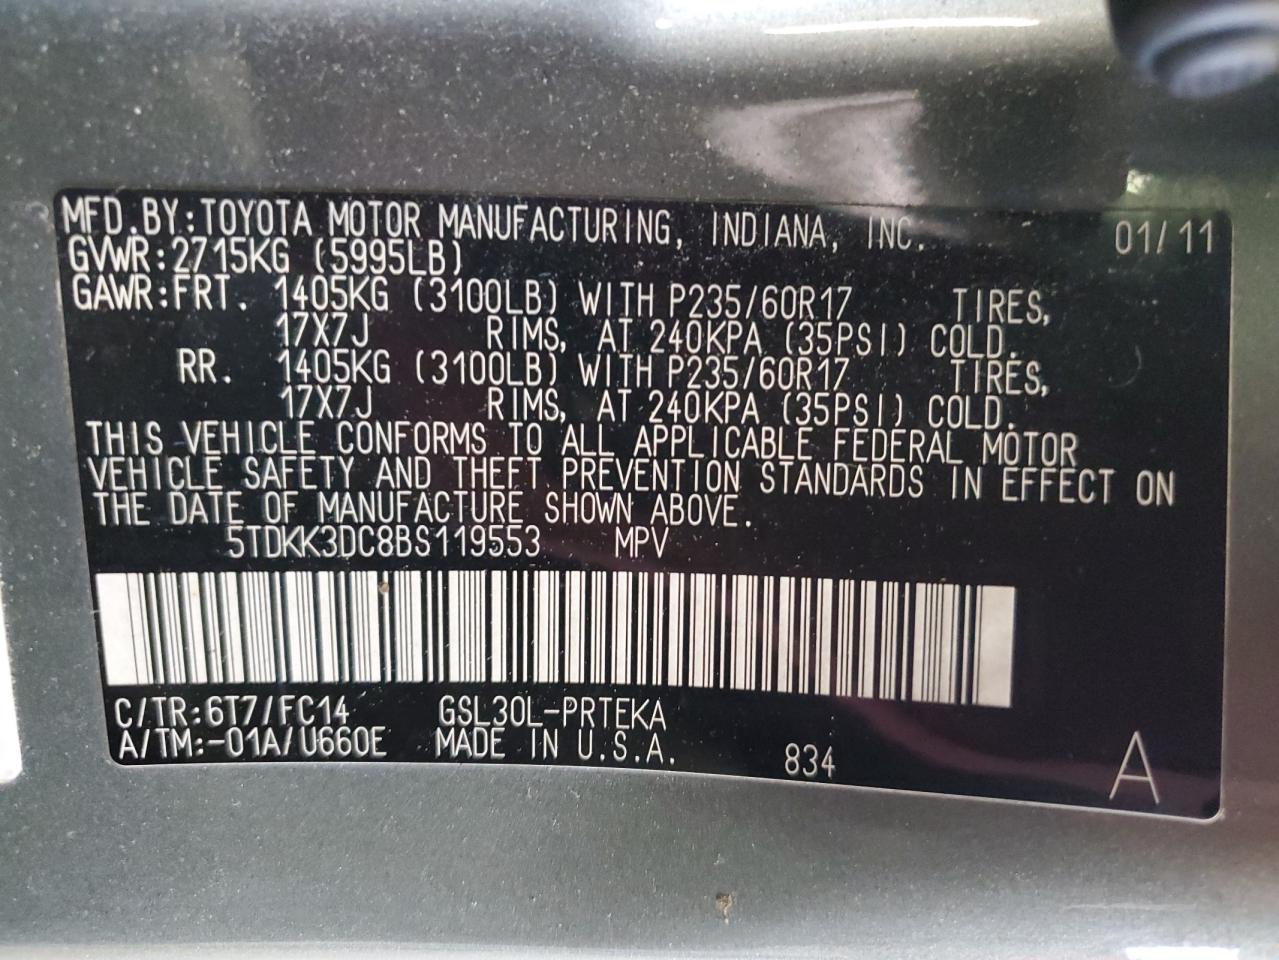 MFD.BY:TOYOTA MOTOR MANUFACTURING, INDIANA, INC. 01/11
GVWR:2715KG (5995LB)
GAWR:FRT. 1405KG (3100LB) WITH P235/60R17 TIRES,
17X7J RIMS, AT 240KPA (35PSI) COLD.
RR. 1405KG (3100LB) WITH P235/60R17 TIRES,
17X7J RIMS, AT 240KPA (35PSI) COLD.
THIS VEHICLE CONFORMS TO ALL APPLICABLE FEDERAL MOTOR
VEHICLE SAFETY AND THEFT PREVENTION STANDARDS IN EFFECT ON
THE DATE OF MANUFACTURE SHOWN ABOVE.
5TDKK3DC8BS119553 MPV
C/TR:6T7/FC14 GSL30L-PRTEKA
A/TM:-01A/U660E MADE IN U.S.A. 834 A